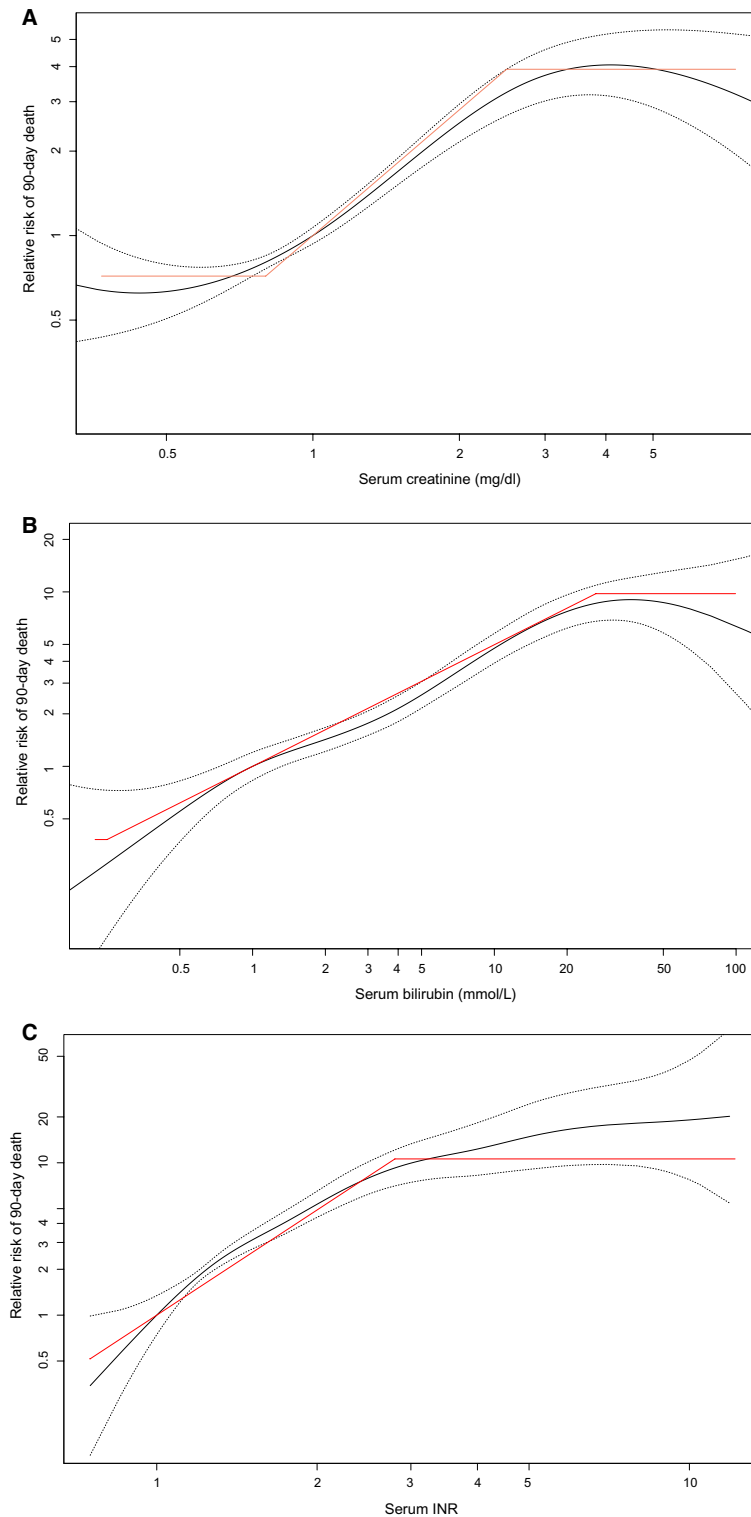 A
5
4
3
2
1
0.5
Relative risk of 90-day death
0.5 1 2 3 4 5
Serum creatinine (mg/dl)
B
20
10
5
4
3
2
1
0.5
Relative risk of 90-day death
0.5 1 2 3 4 5 10 20 50 100
Serum bilirubin (mmol/L)
C
50
20
10
4
3
2
1
0.5
Relative risk of 90-day death
1 2 3 4 5 10
Serum INR